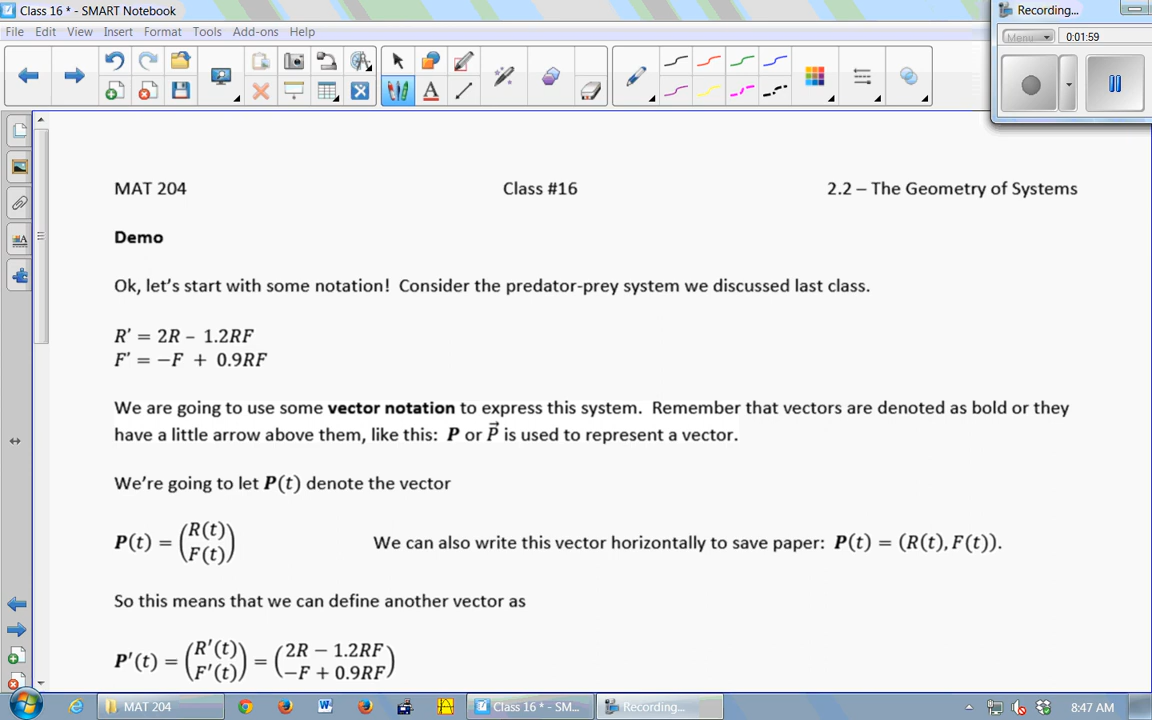 Class 16 * - SMART Notebook
Recording...
File Edit View Insert Format Tools Add-ons Help
Menu
0:01:59
MAT 204 Class #16 2.2 – The Geometry of Systems
Demo
Ok, let's start with some notation! Consider the predator-prey system we discussed last class.
R′ = 2R – 1.2RF
F′ = −F + 0.9RF
We are going to use some vector notation to express this system. Remember that vectors are denoted as bold or they
have a little arrow above them, like this: P or P⃗ is used to represent a vector.
We're going to let P(t) denote the vector
P(t) = (R(t) F(t)) We can also write this vector horizontally to save paper: P(t) = (R(t), F(t)).
So this means that we can define another vector as
P′(t) = (R′(t) F′(t)) = (2R − 1.2RF −F + 0.9RF)
MAT 204
Class 16 * - SM...
Recording...
8:47 AM